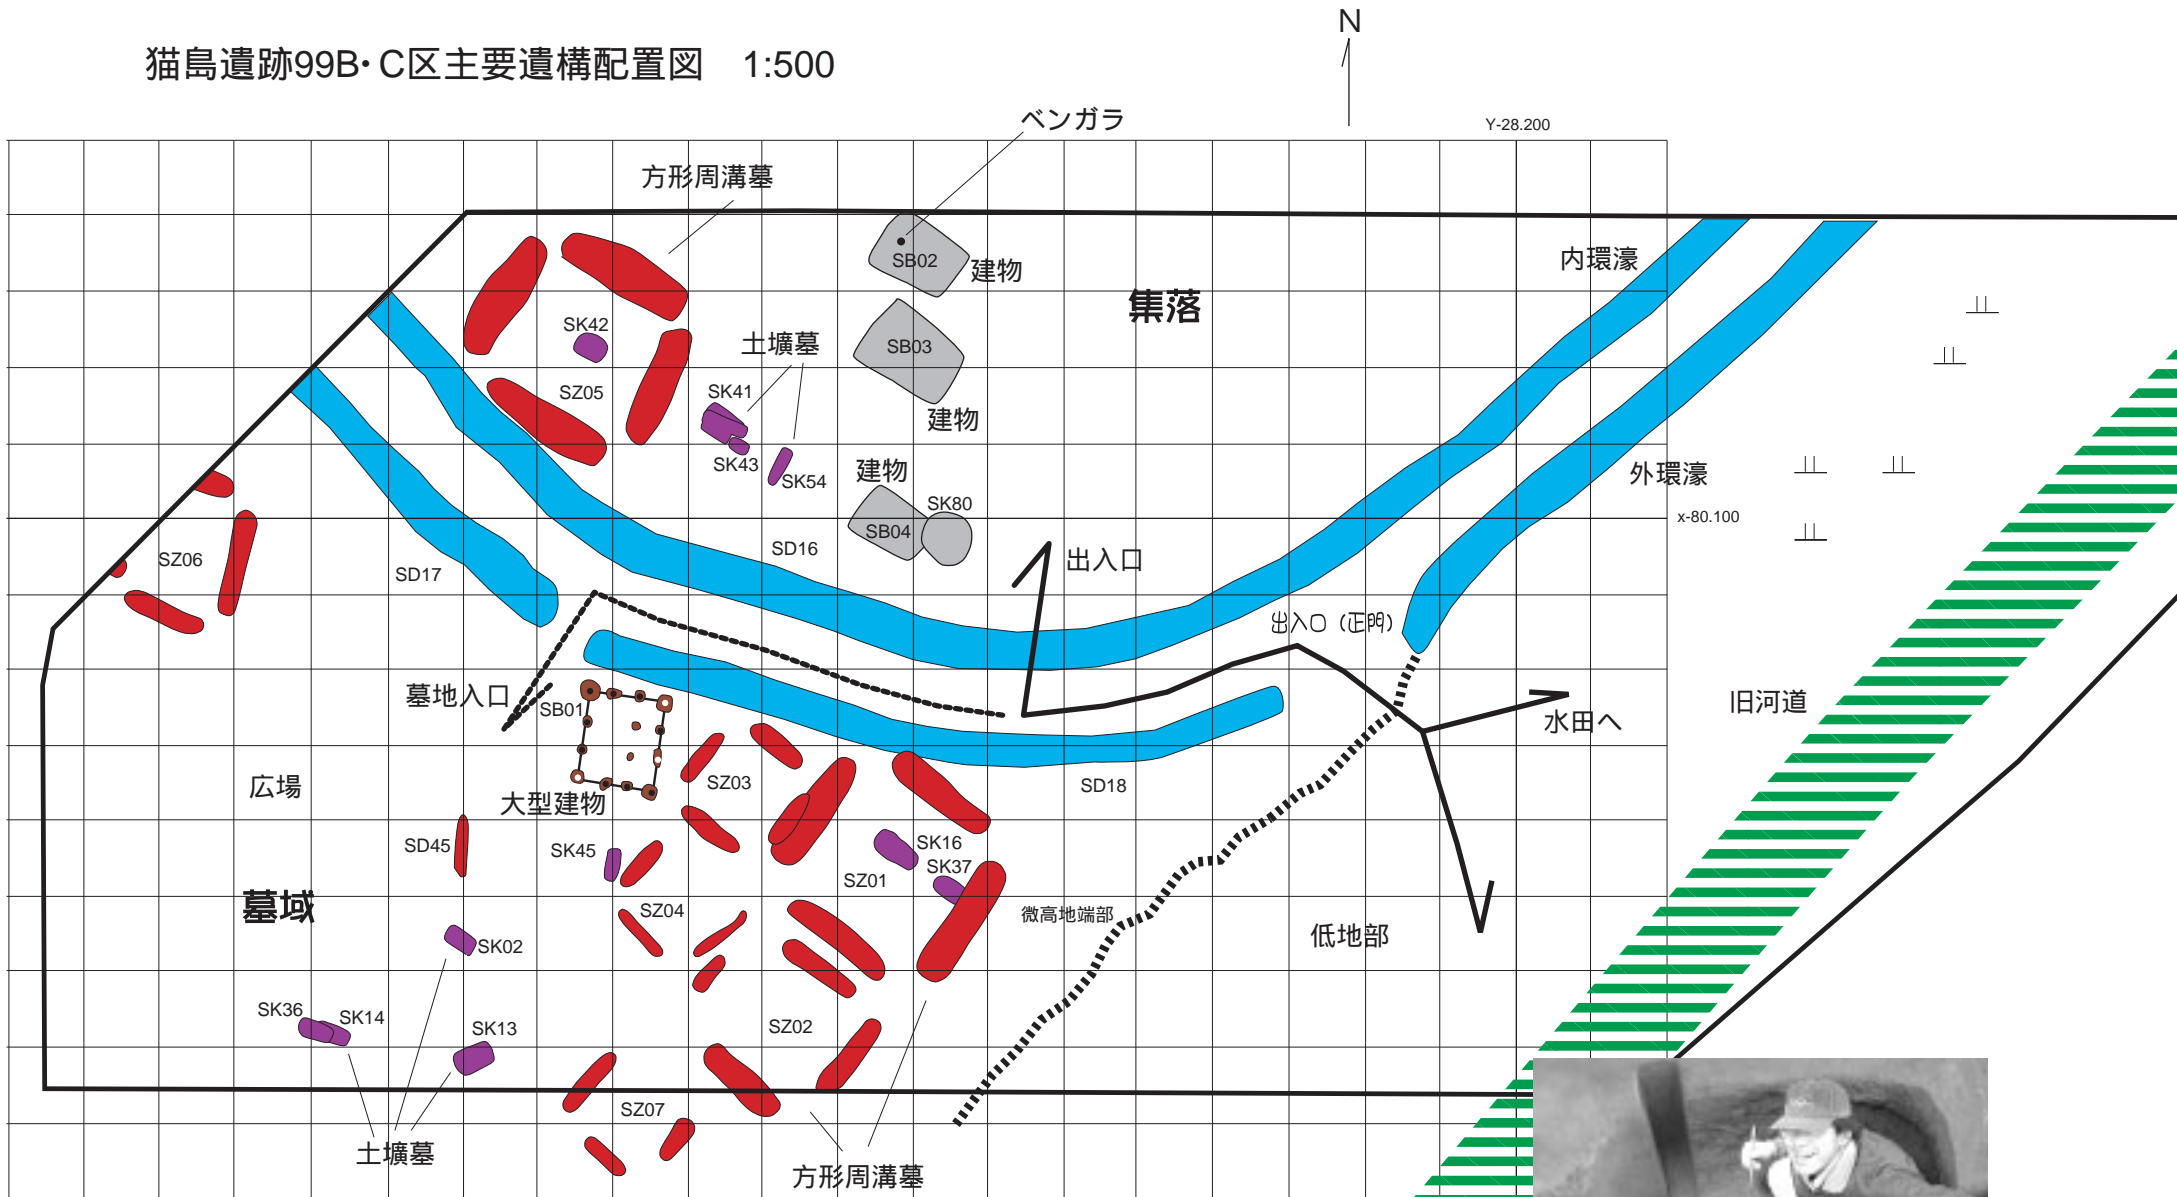 N
猫島遺跡99B・C区主要遺構配置図　1:500
ベンガラ
Y-28.200
方形周溝墓
内環濠
SB02
建物
集落
SK42
土壙墓
SB03
SZ05
SK41
建物
SK43
建物
外環濠
SK54
SK80
x-80.100
SB04
SD16
出入口
SZ06
SD17
出入口（正門）
墓地入口
SB01
旧河道
水田へ
SZ03
広場
SD18
大型建物
SD45
SK45
SK16
SK37
SZ01
墓域
SZ04
微高地端部
低地部
SK02
SK36
SK14
SK13
SZ02
SZ07
土壙墓
方形周溝墓